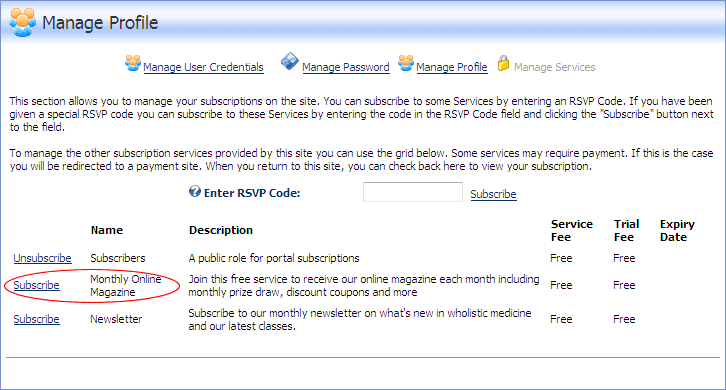 Manage Profile
Manage User Credentials Manage Password Manage Profile Manage Services
This section allows you to manage your subscriptions on the site. You can subscribe to some Services by entering an RSVP Code. If you have been
given a special RSVP code you can subscribe to these Services by entering the code in the RSVP Code field and clicking the "Subscribe" button next
to the field.
To manage the other subscription services provided by this site you can use the grid below. Some services may require payment. If this is the case
you will be redirected to a payment site. When you return to this site, you can check back here to view your subscription.
Enter RSVP Code: Subscribe
Name Description Service Fee Trial Fee Expiry Date
Unsubscribe Subscribers A public role for portal subscriptions Free Free
Subscribe Monthly Online Magazine Join this free service to receive our online magazine each month including
monthly prize draw, discount coupons and more Free Free
Subscribe Newsletter Subscribe to our monthly newsletter on what's new in wholistic medicine
and our latest classes. Free Free